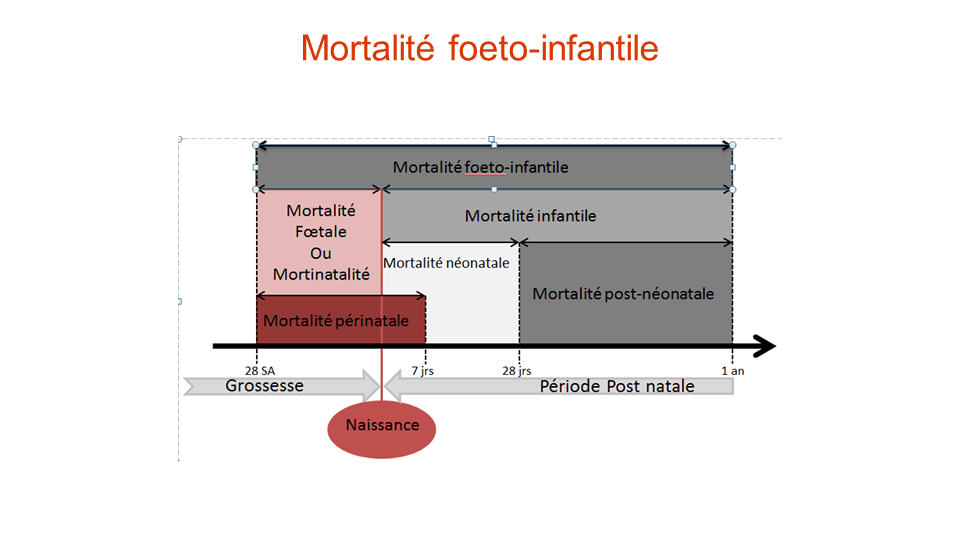 Mortalité foeto-infantile
Mortalité foeto-infantile
Mortalité
Fœtale
Ou
Mortinatalité
Mortalité infantile
Mortalité néonatale
Mortalité post-néonatale
Mortalité périnatale
28 SA
7 jrs
28 jrs
1 an
Grossesse
Période Post natale
Naissance